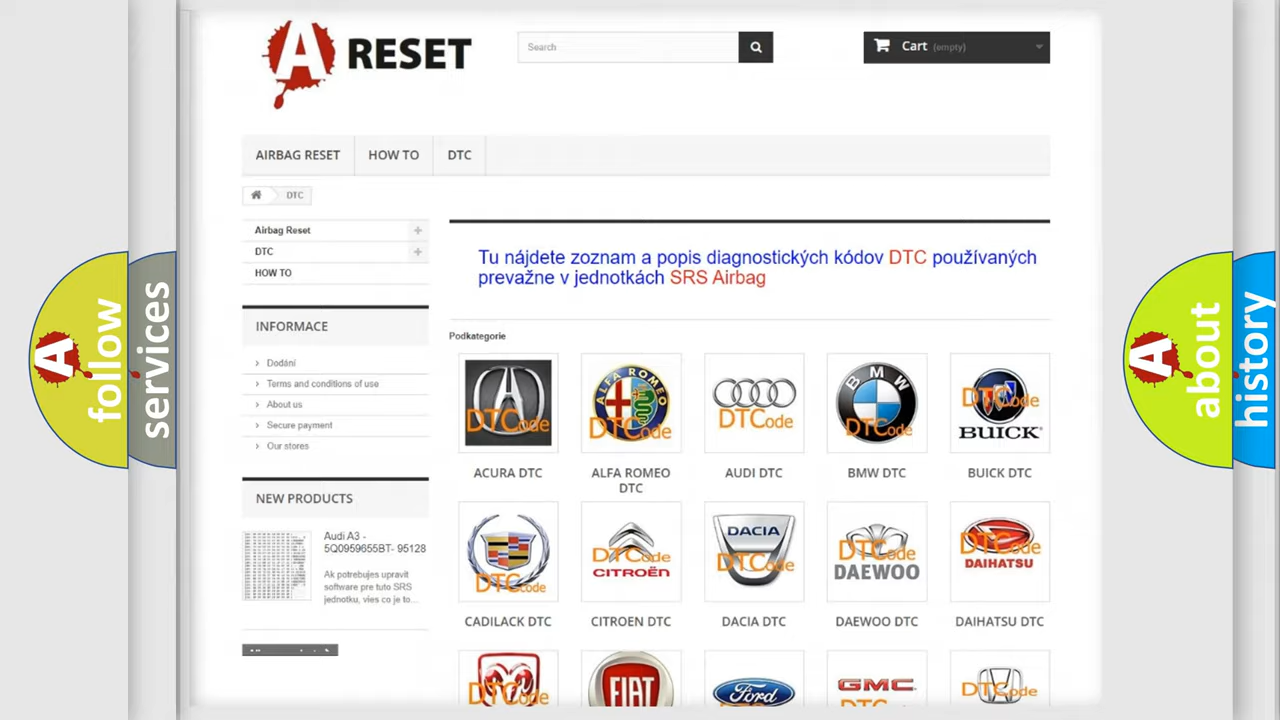 A RESET
Search
Cart (empty)
AIRBAG RESET
HOW TO
DTC
DTC
Airbag Reset
DTC
HOW TO
Tu nájdete zoznam a popis diagnostických kódov DTC používaných
prevažne v jednotkách SRS Airbag
INFORMACE
Dodání
Terms and conditions of use
About us
Secure payment
Our stores
NEW PRODUCTS
Audi A3 -
5Q0959655BT- 95128
Ak potrebujes upravit
software pre tuto SRS
jednotku, vies co je to...
Podkategorie
DTCode
ALFA ROMEO
DTCode
DTCode
BMW
DTCode
DTCode
BUICK
ACURA DTC
ALFA ROMEO
DTC
AUDI DTC
BMW DTC
BUICK DTC
DTCode
DTCode
CITROËN
DACIA
DTCode
DTCode
DAEWOO
DTCode
DAIHATSU
CADILACK DTC
CITROEN DTC
DACIA DTC
DAEWOO DTC
DAIHATSU DTC
DTCode
FIAT
Ford
GMC
DTCode
A follow
services
A about
history